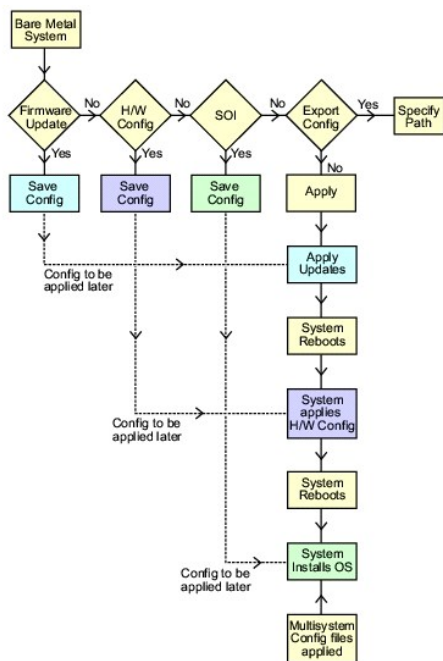 Bare Metal
System
Firmware
Update
No
H/W
Config
No
SOI
No
Export
Config
Yes
Specify
Path
Yes
Yes
Yes
No
Save
Config
Save
Config
Save
Config
Apply
Config to be
applied later
Apply
Updates
System
Reboots
System
applies
H/W Config
Config to be
applied later
System
Reboots
System
Installs OS
Config to be
applied later
Multisystem
Config files
applied